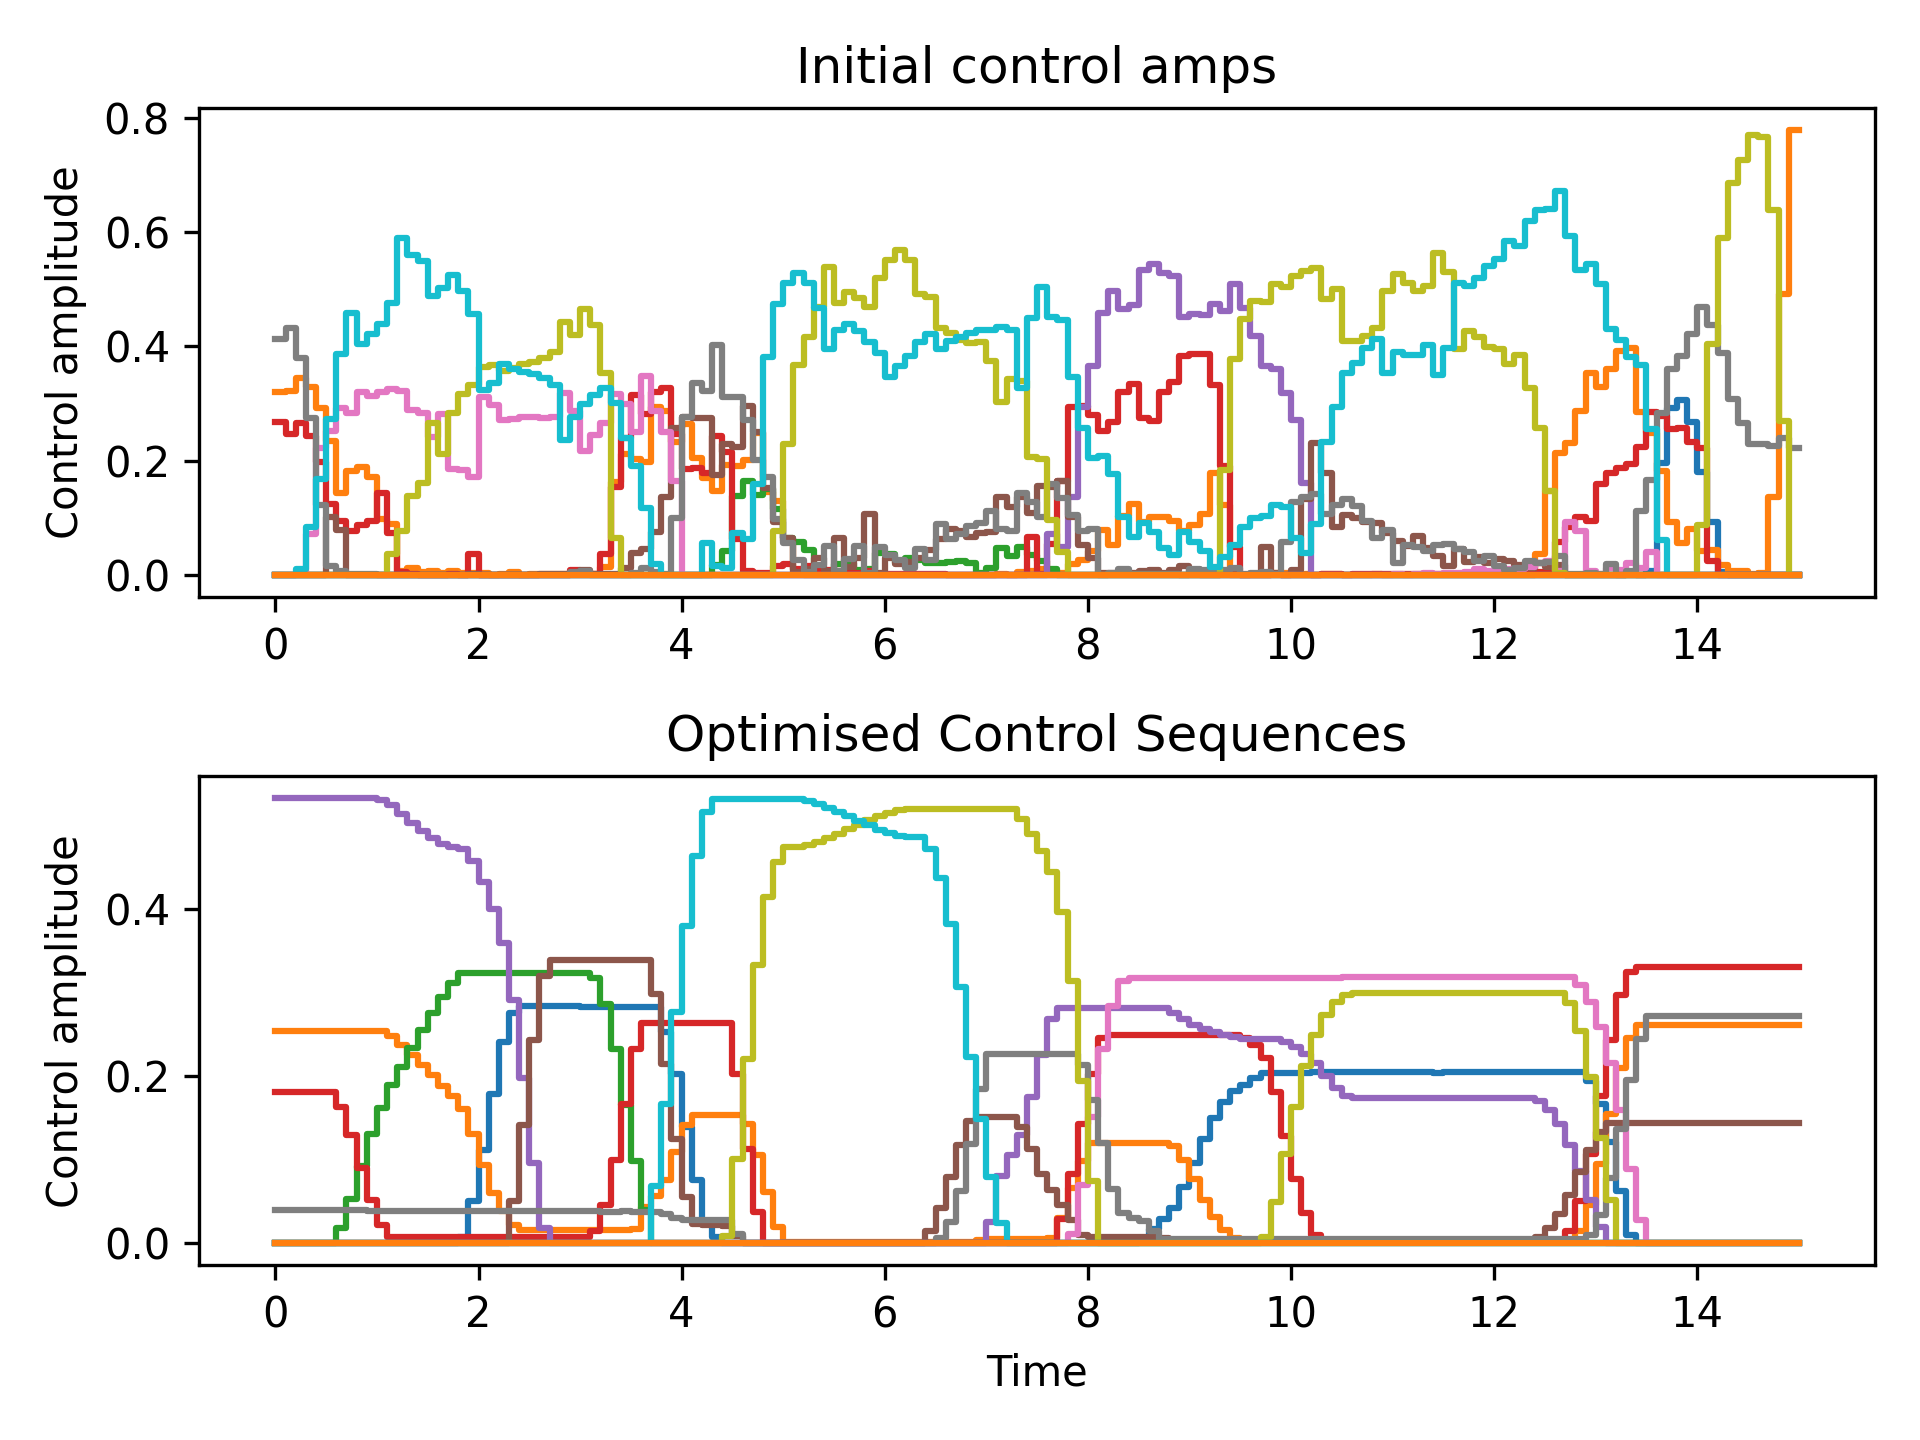 Initial control amps
Control amplitude
0.8
0.6
0.4
0.2
0.0
0 2 4 6 8 10 12 14
Optimised Control Sequences
Control amplitude
0.4
0.2
0.0
0 2 4 6 8 10 12 14
Time